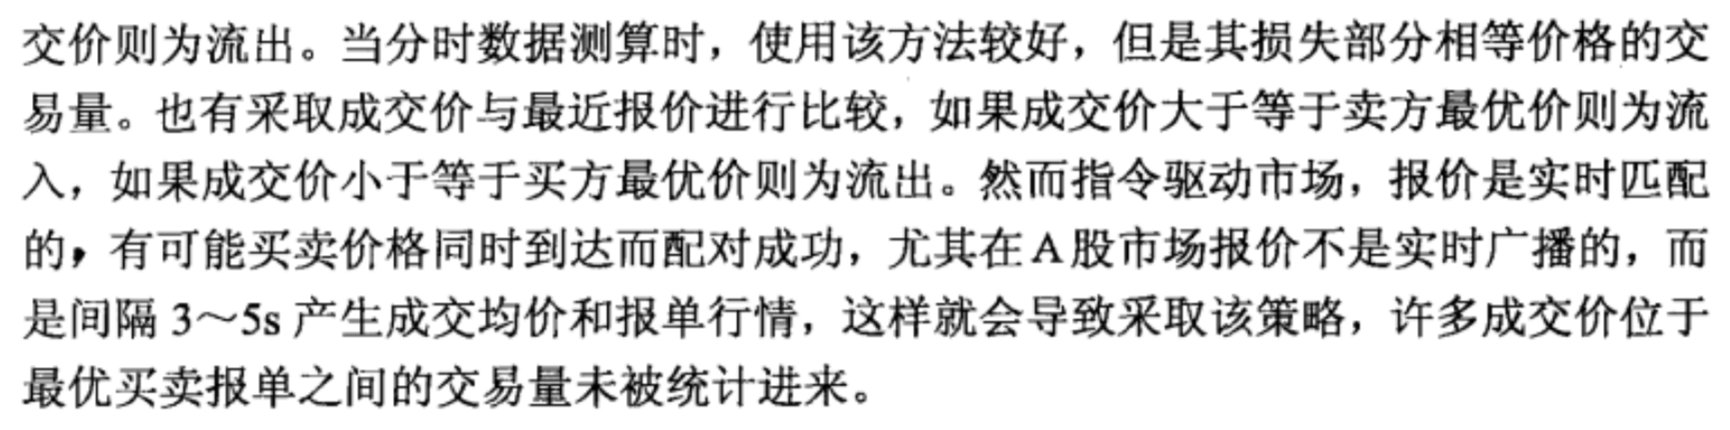 交价则为流出。当分时数据测算时，使用该方法较好，但是其损失部分相等价格的交
易量。也有采取成交价与最近报价进行比较，如果成交价大于等于卖方最优价则为流
入，如果成交价小于等于买方最优价则为流出。然而指令驱动市场，报价是实时匹配
的，有可能买卖价格同时到达而配对成功，尤其在A股市场报价不是实时广播的，而
是间隔 3～5s 产生成交均价和报单行情，这样就会导致采取该策略，许多成交价位于
最优买卖报单之间的交易量未被统计进来。